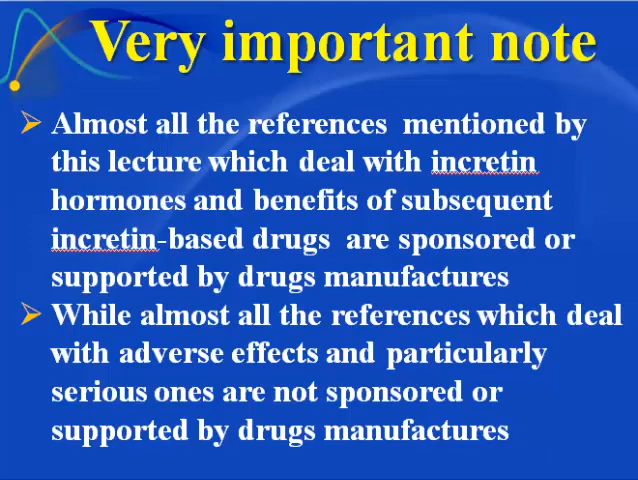 Very important note
Almost all the references mentioned by
this lecture which deal with incretin
hormones and benefits of subsequent
incretin-based drugs are sponsored or
supported by drugs manufactures
While almost all the references which deal
with adverse effects and particularly
serious ones are not sponsored or
supported by drugs manufactures